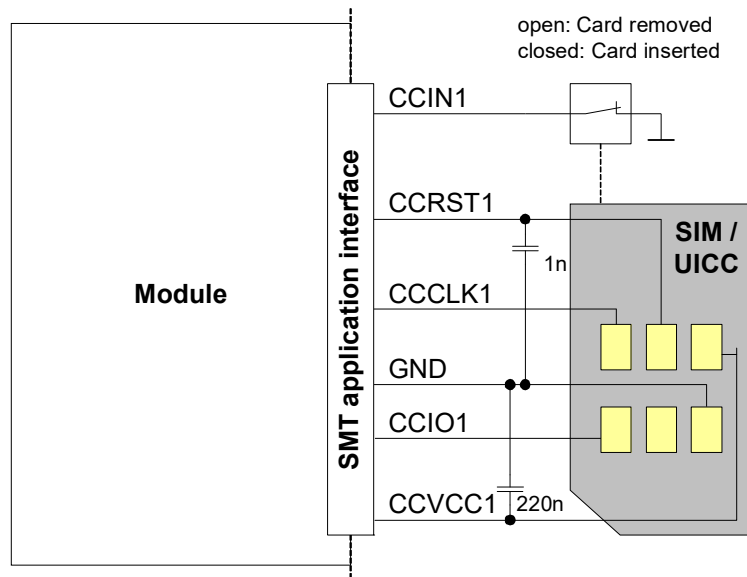 open: Card removed
closed: Card inserted
CCIN1
CCRST1
SIM /
UICC
1n
Module
SMT application interface
CCCLK1
GND
CCIO1
CCVCC1
220n